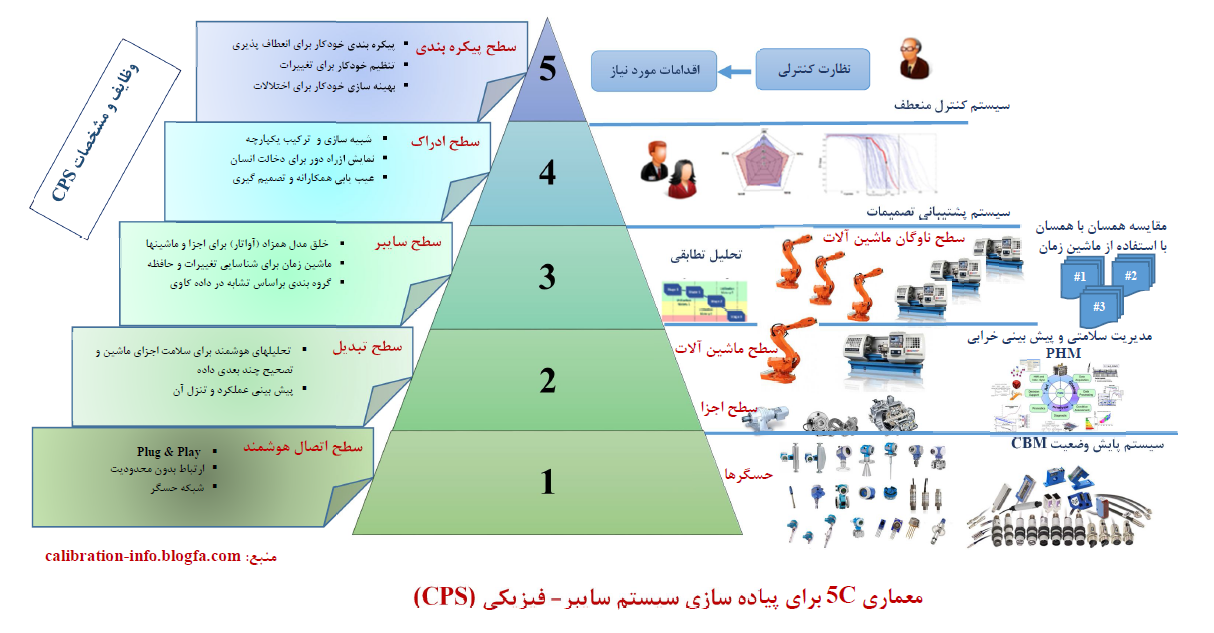 وظایف و مشخصات CPS
سطح پیکره بندی
پیکره بندی خودکار برای انعطاف پذیری
تنظیم خودکار برای تغییرات
بهینه سازی خودکار برای اختلالات
5
نظارت کنترلی
اقدامات مورد نیاز
سیستم کنترل منعطف
سطح ادراک
شبیه سازی و ترکیب یکپارچه
نمایش ازراه دور برای دخالت انسان
عیب یابی همکارانه و تصمیم گیری
4
سیستم پشتیبانی تصمیمات
سطح سایبر
خلق مدل همزاد (آواتار) برای اجزا و ماشینها
ماشین زمان برای شناسایی تغییرات و حافظه
گروه بندی براساس تشابه در داده کاوی
3
تحلیل تطابقی
سطح ناوگان ماشین آلات
مقایسه همسان با همسان
با استفاده از ماشین زمان
#1
#2
#3
سطح تبدیل
تحلیلهای هوشمند برای سلامت اجزای ماشین و
تصحیح چند بعدی داده
پیش بینی عملکرد و تنزل آن
2
سطح ماشین آلات
سطح اجزا
مدیریت سلامتی و پیش بینی خرابی
PHM
سطح اتصال هوشمند
Plug & Play
ارتباط بدون محدودیت
شبکه حسگر
1
حسگرها
سیستم پایش وضعیت CBM
منبع: calibration-info.blogfa.com
معماری 5C برای پیاده سازی سیستم سایبر - فیزیکی (CPS)